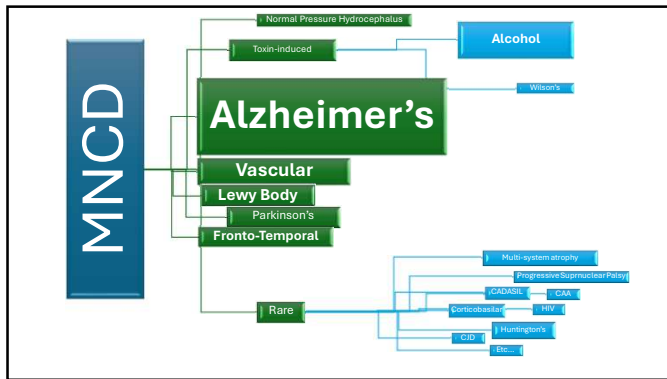 MNCD
Normal Pressure Hydrocephalus
Toxin-induced
Alcohol
Wilson's
Alzheimer's
Vascular
Lewy Body
Parkinson's
Fronto-Temporal
Rare
Multi-system atrophy
Progressive Suprnuclear Palsy
CADASIL
CAA
Corticobasilar
HIV
Huntington's
CJD
Etc...